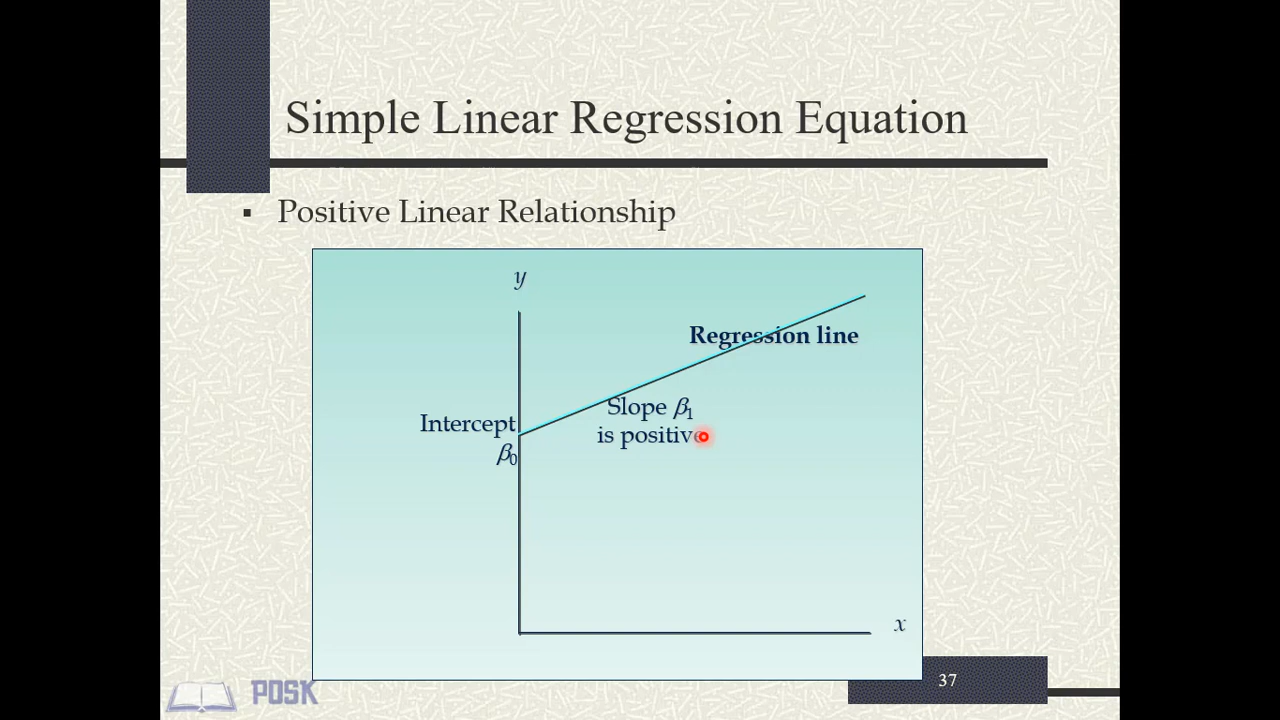 Simple Linear Regression Equation
▪ Positive Linear Relationship
y
Regression line
Slope β1
is positive
Intercept
β0
x
37
POSK